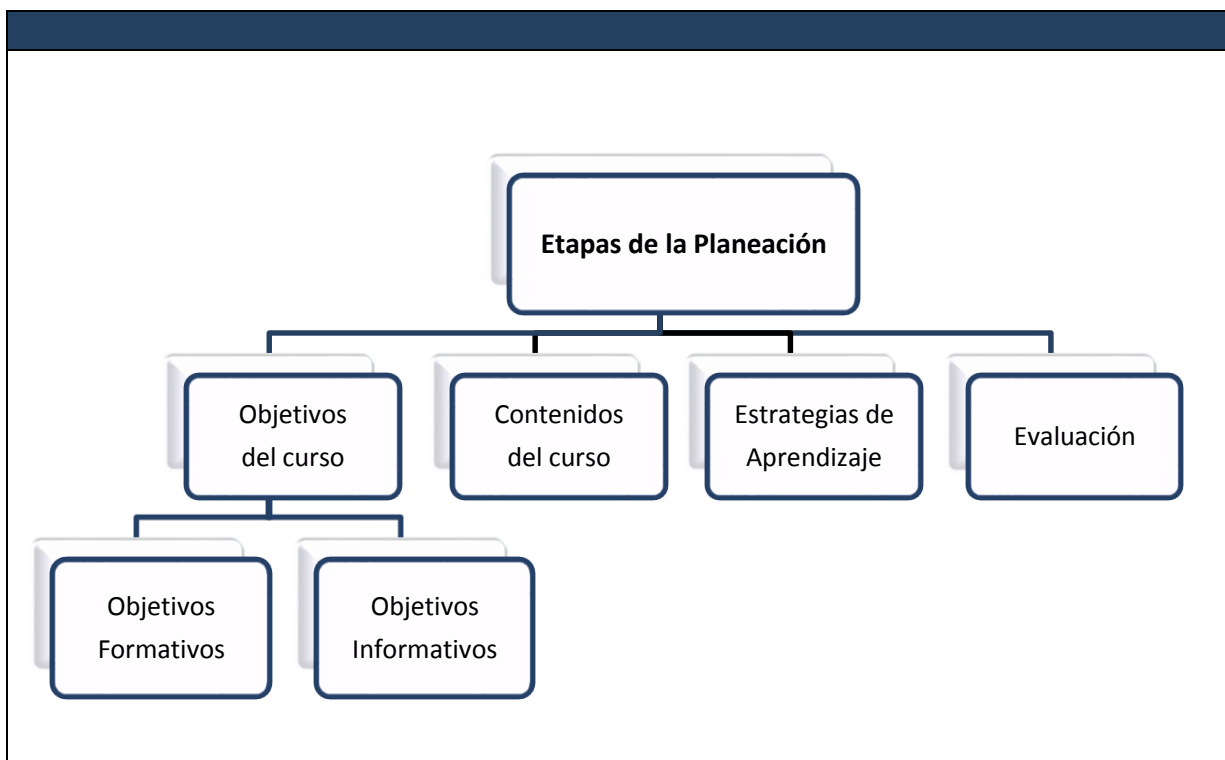 Etapas de la Planeación
Objetivos
del curso
Contenidos
del curso
Estrategias de
Aprendizaje
Evaluación
Objetivos
Formativos
Objetivos
Informativos